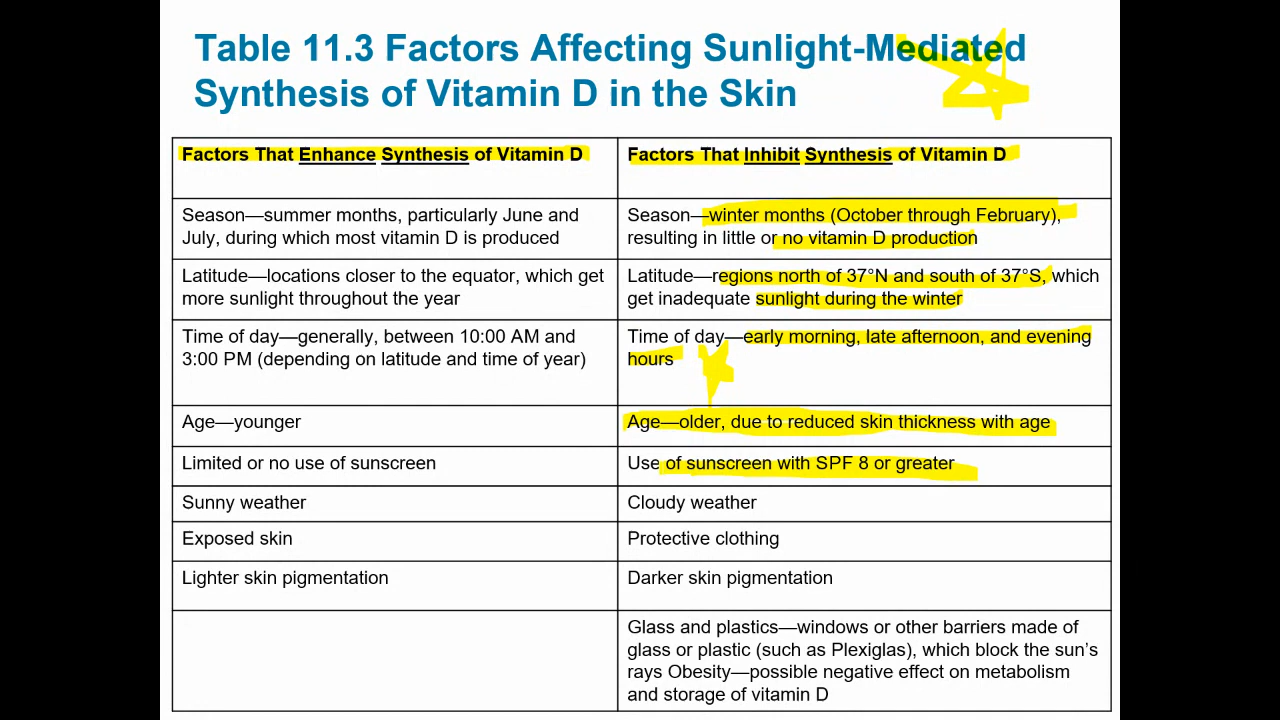 Table 11.3 Factors Affecting Sunlight-Mediated
Synthesis of Vitamin D in the Skin
Factors That Enhance Synthesis of Vitamin D
Factors That Inhibit Synthesis of Vitamin D
Season—summer months, particularly June and
July, during which most vitamin D is produced
Season—winter months (October through February),
resulting in little or no vitamin D production
Latitude—locations closer to the equator, which get
more sunlight throughout the year
Latitude—regions north of 37°N and south of 37°S, which
get inadequate sunlight during the winter
Time of day—generally, between 10:00 AM and
3:00 PM (depending on latitude and time of year)
Time of day—early morning, late afternoon, and evening
hours
Age—younger
Age—older, due to reduced skin thickness with age
Limited or no use of sunscreen
Use of sunscreen with SPF 8 or greater
Sunny weather
Cloudy weather
Exposed skin
Protective clothing
Lighter skin pigmentation
Darker skin pigmentation
Glass and plastics—windows or other barriers made of
glass or plastic (such as Plexiglas), which block the sun’s
rays Obesity—possible negative effect on metabolism
and storage of vitamin D